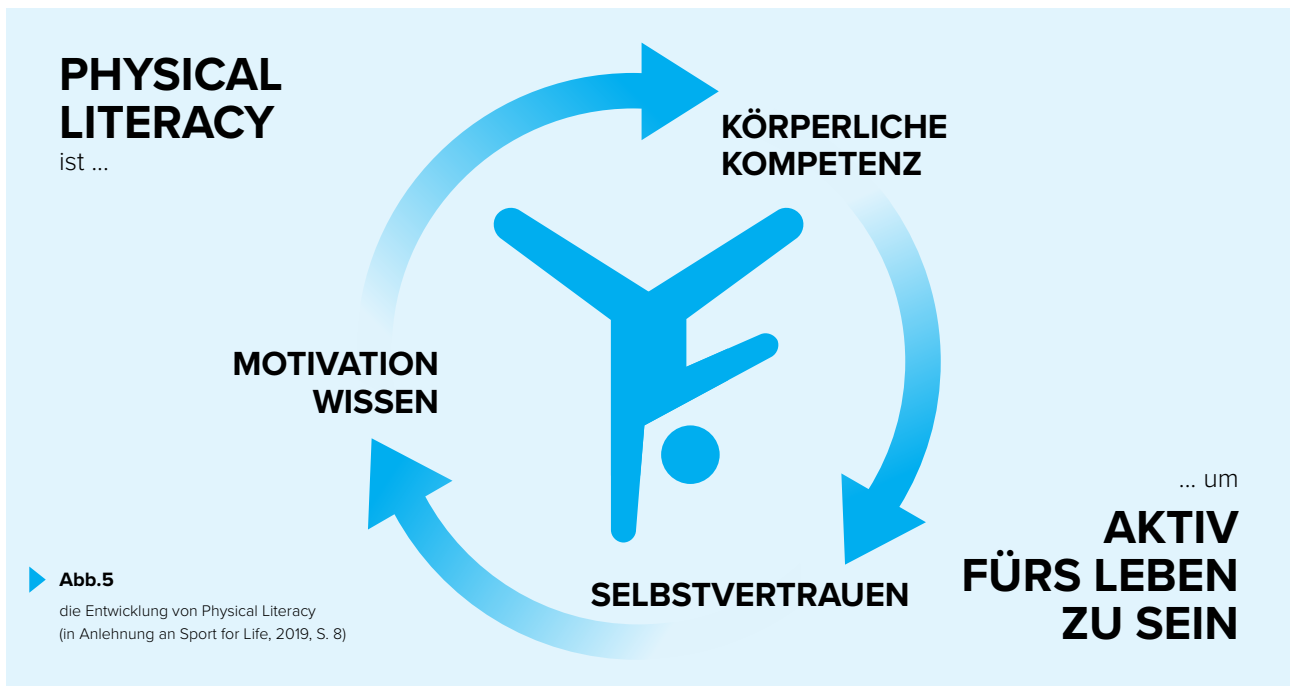 PHYSICAL
LITERACY
ist ...
KÖRPERLICHE
KOMPETENZ
MOTIVATION
WISSEN
SELBSTVERTRAUEN
... um
AKTIV
FÜRS LEBEN
ZU SEIN
Abb.5
die Entwicklung von Physical Literacy
(in Anlehnung an Sport for Life, 2019, S. 8)